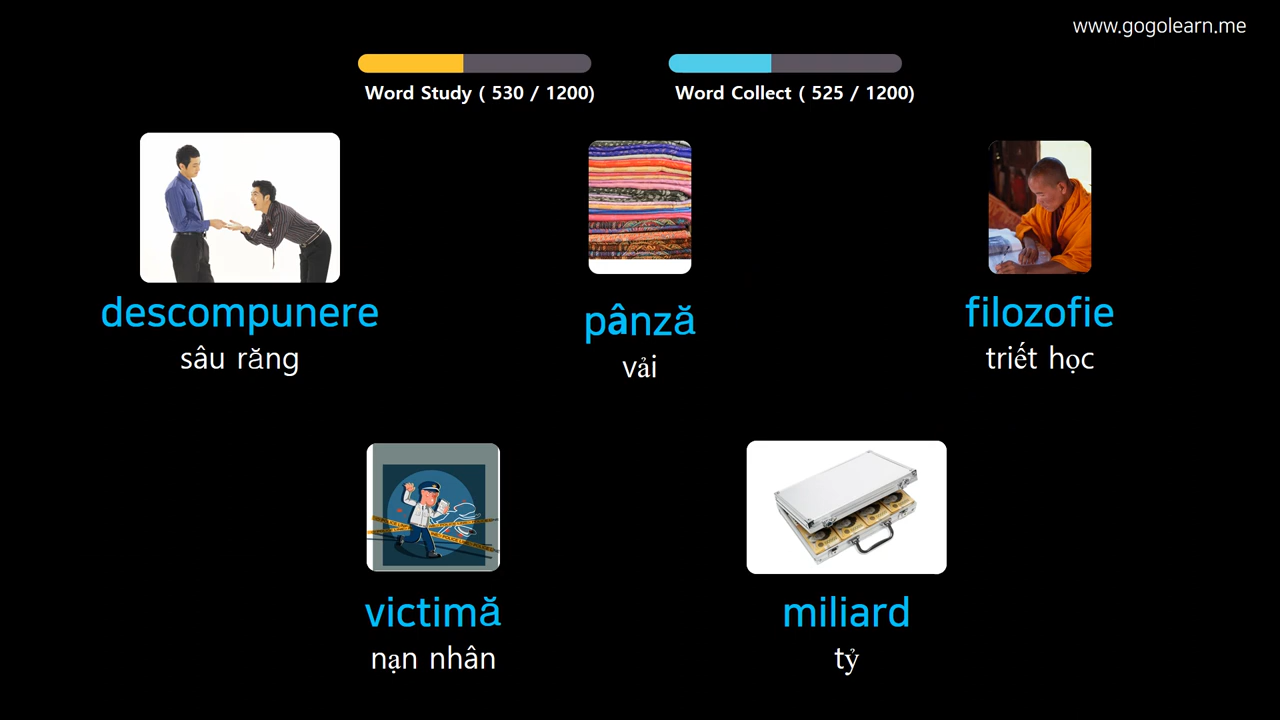 www.gogolearn.me
Word Study ( 530 / 1200)
Word Collect ( 525 / 1200)
descompunere
sâu răng
pânză
vải
filozofie
triết học
victimă
nạn nhân
miliard
tỷ